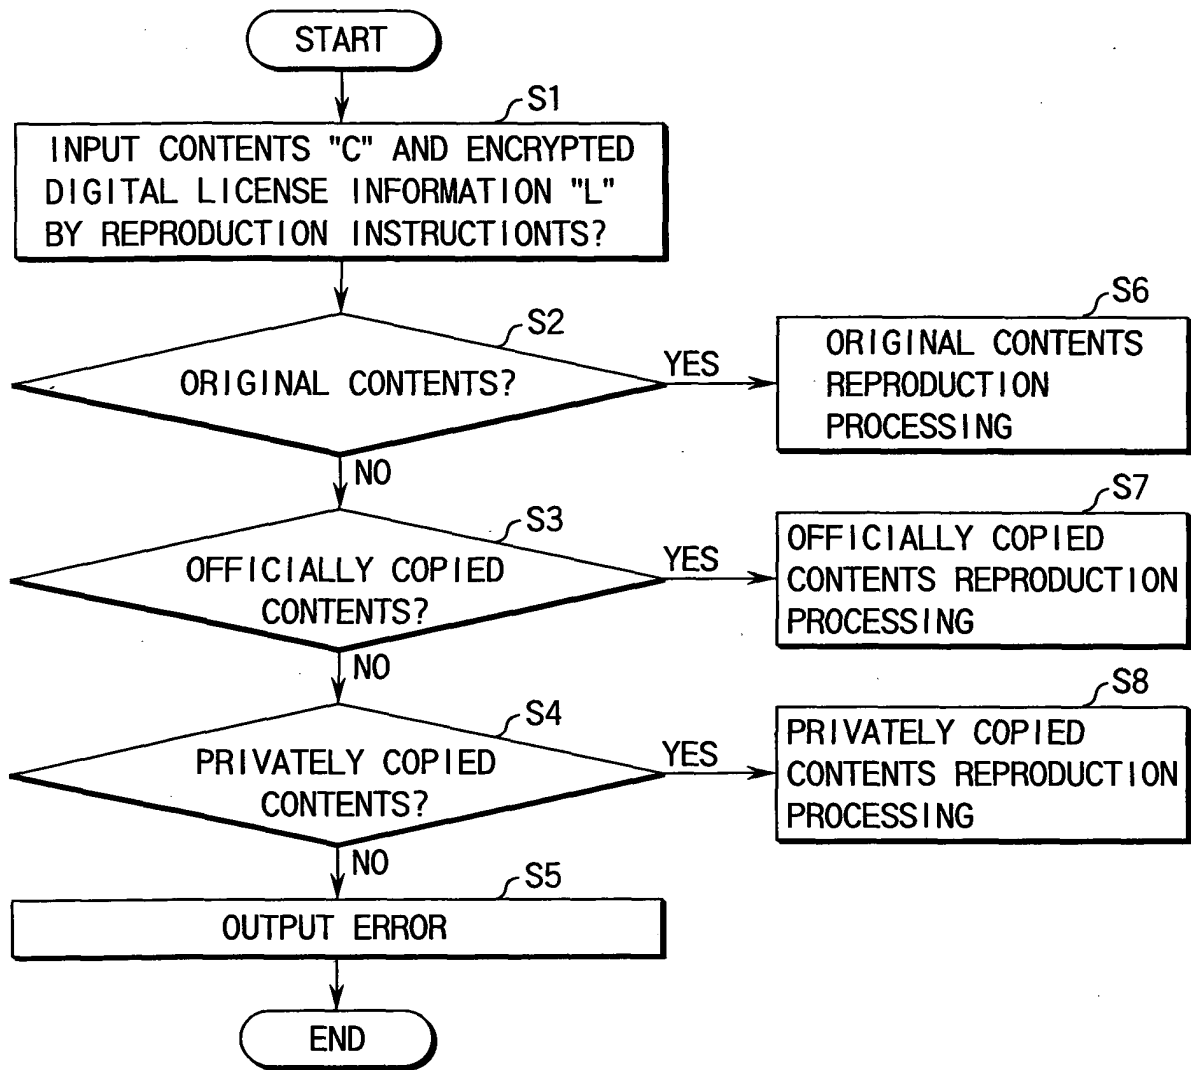 START
S1
INPUT CONTENTS "C" AND ENCRYPTED
DIGITAL LICENSE INFORMATION "L"
BY REPRODUCTION INSTRUCTIONTS?
S2
ORIGINAL CONTENTS?
YES
S6
ORIGINAL CONTENTS
REPRODUCTION
PROCESSING
NO
S3
OFFICIALLY COPIED
CONTENTS?
YES
S7
OFFICIALLY COPIED
CONTENTS REPRODUCTION
PROCESSING
NO
S4
PRIVATELY COPIED
CONTENTS?
YES
S8
PRIVATELY COPIED
CONTENTS REPRODUCTION
PROCESSING
NO
S5
OUTPUT ERROR
END